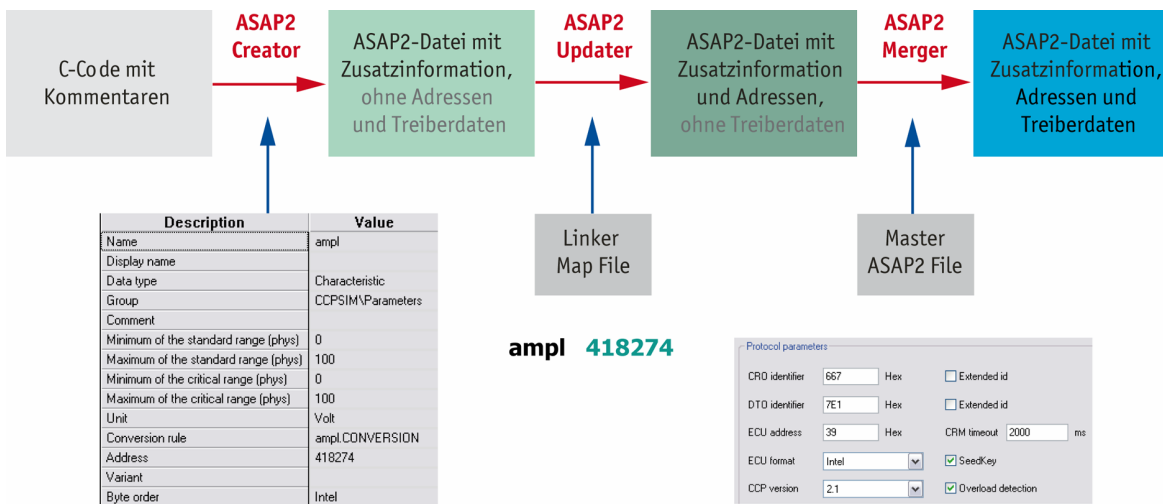 C-Code mit
Kommentaren
ASAP2
Creator
ASAP2-Datei mit
Zusatzinformation,
ohne Adressen
und Treiberdaten
ASAP2
Updater
ASAP2-Datei mit
Zusatzinformation
und Adressen,
ohne Treiberdaten
ASAP2
Merger
ASAP2-Datei mit
Zusatzinformation,
Adressen und
Treiberdaten
Description Value
Name ampl
Display name
Data type Characteristic
Group CCPSIM\Parameters
Comment
Minimum of the standard range (phys) 0
Maximum of the standard range (phys) 100
Minimum of the critical range (phys) 0
Maximum of the critical range (phys) 100
Unit Volt
Conversion rule ampl.CONVERSION
Address 418274
Variant
Byte order Intel
Linker
Map File
ampl 418274
Master
ASAP2 File
Protocol parameters
CRO identifier 667 Hex Extended id
DTO identifier 7E1 Hex Extended id
ECU address 39 Hex CRM timeout 2000 ms
ECU format Intel SeedKey
CCP version 2.1 Overload detection